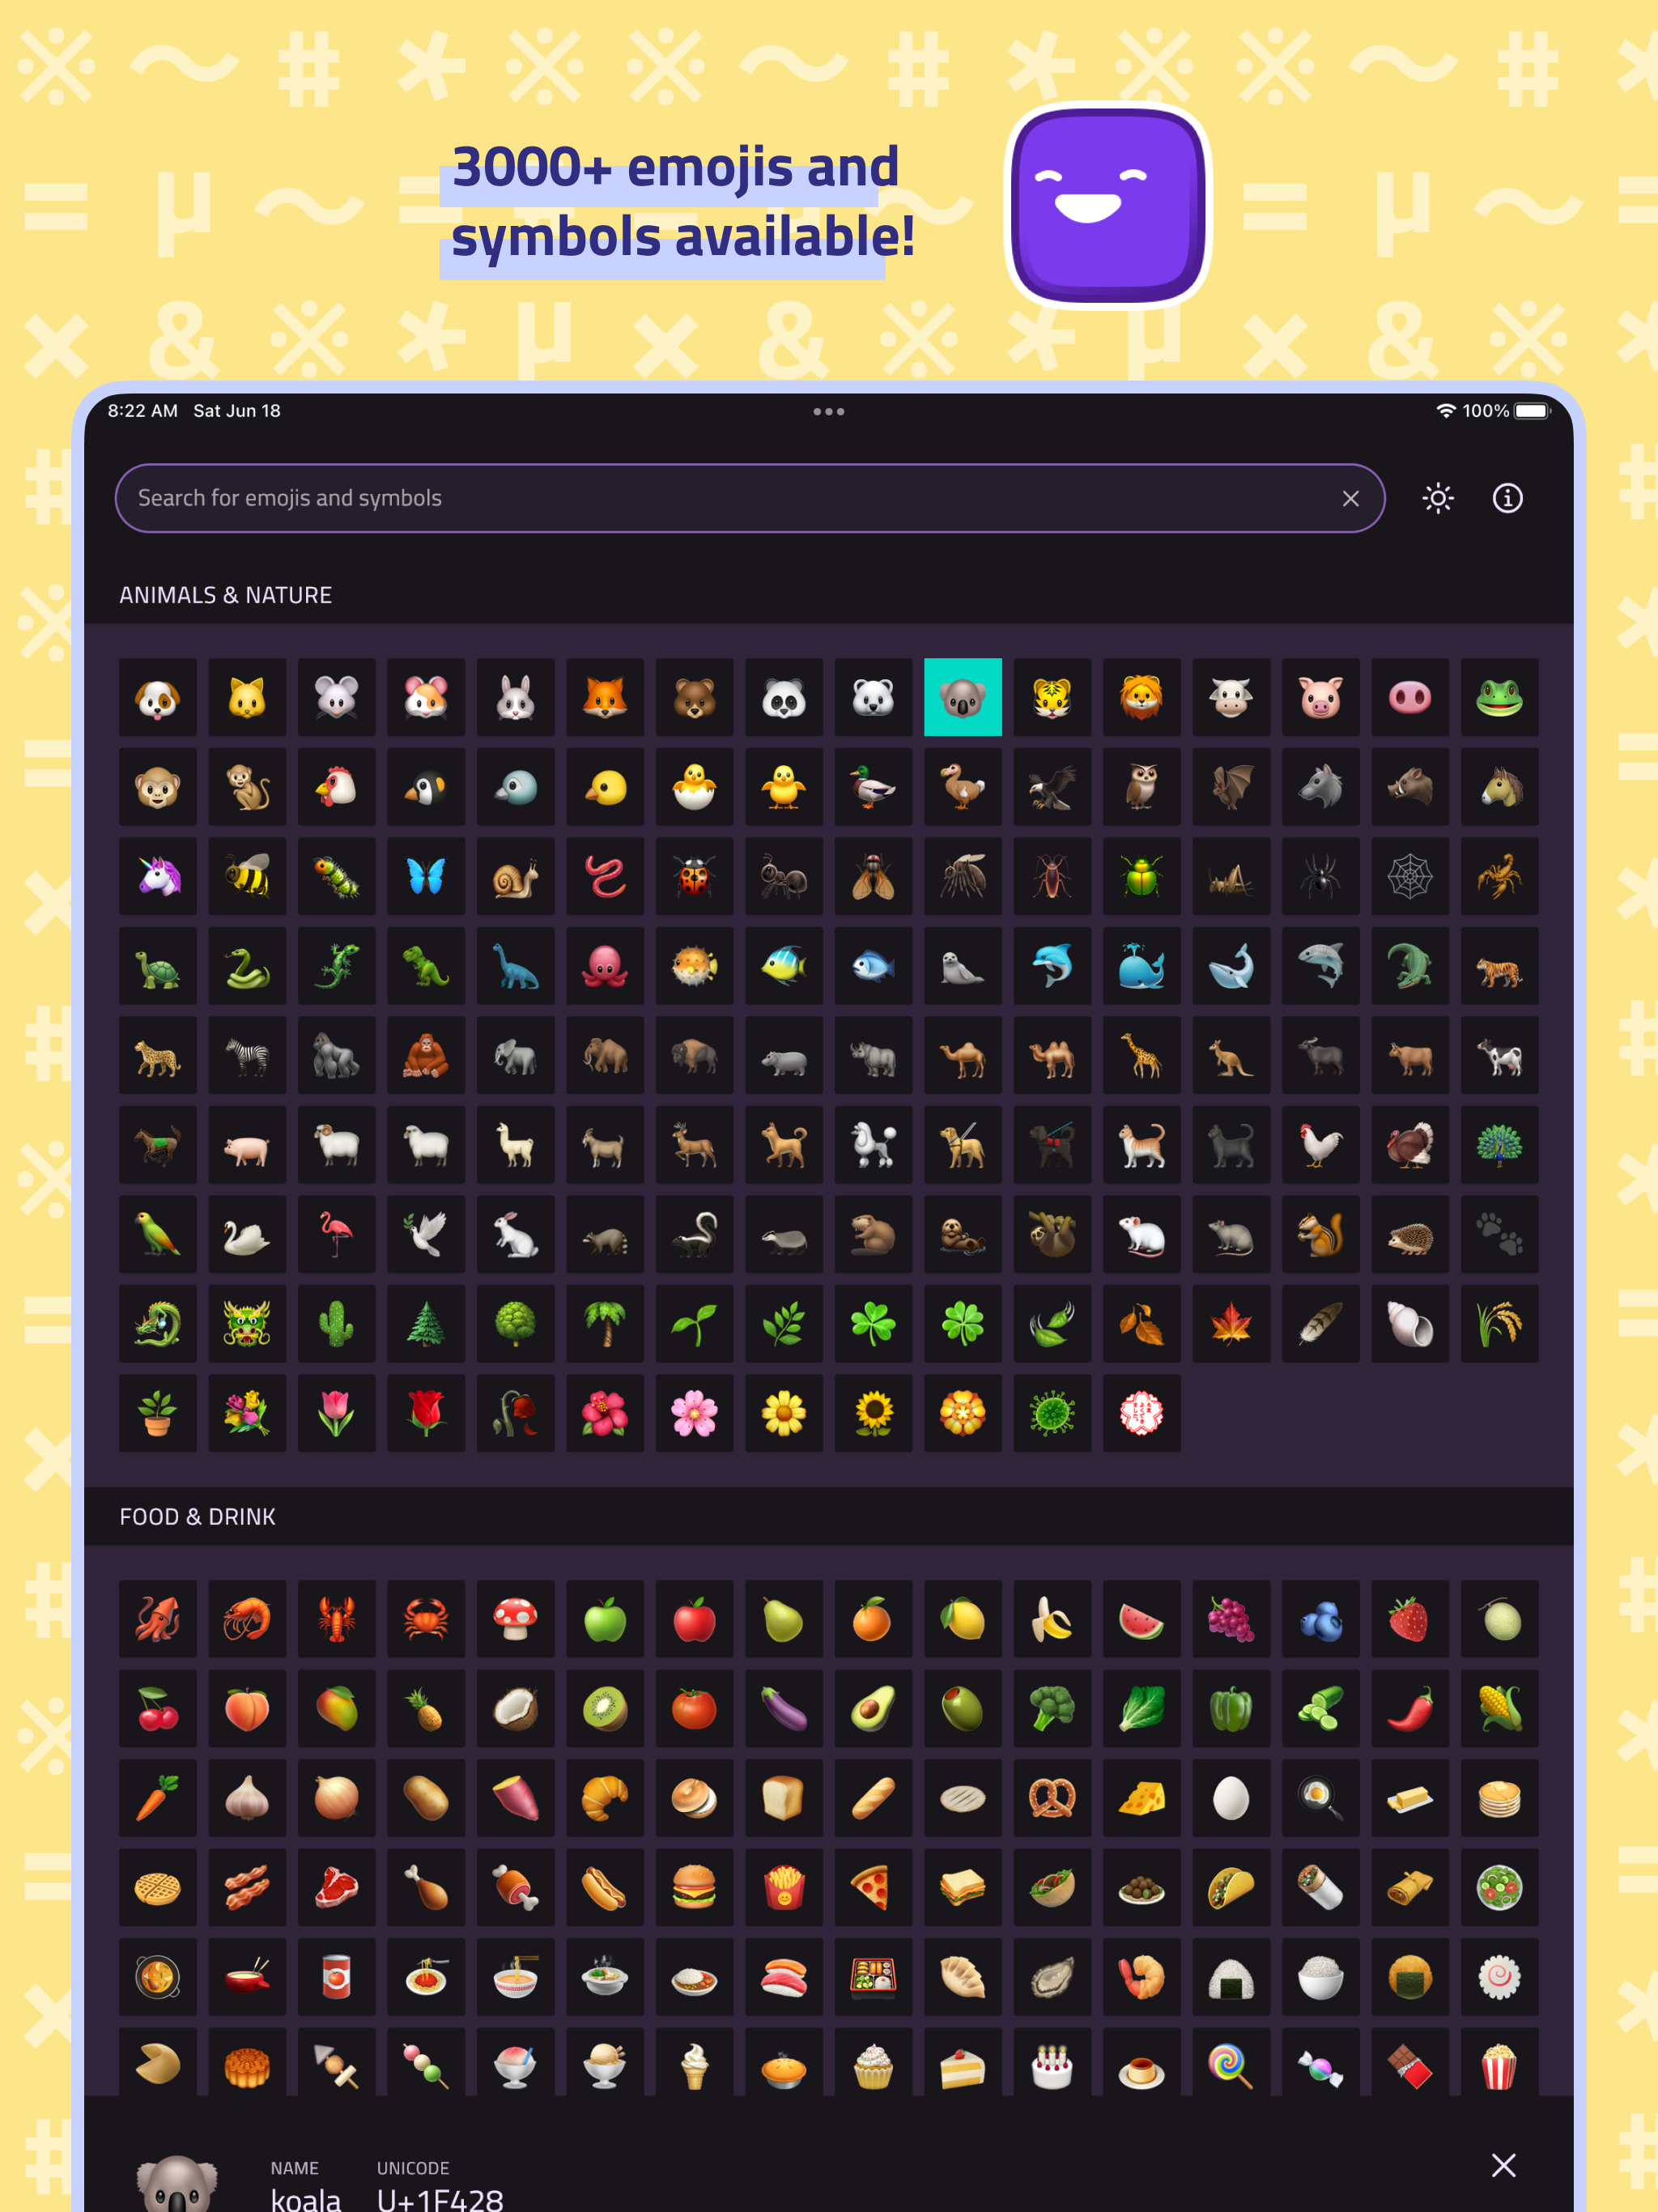 3000+ emojis and
symbols available!
8:22 AM Sat Jun 18
100%
Search for emojis and symbols
ANIMALS & NATURE
FOOD & DRINK
NAME UNICODE
koala U+1F428